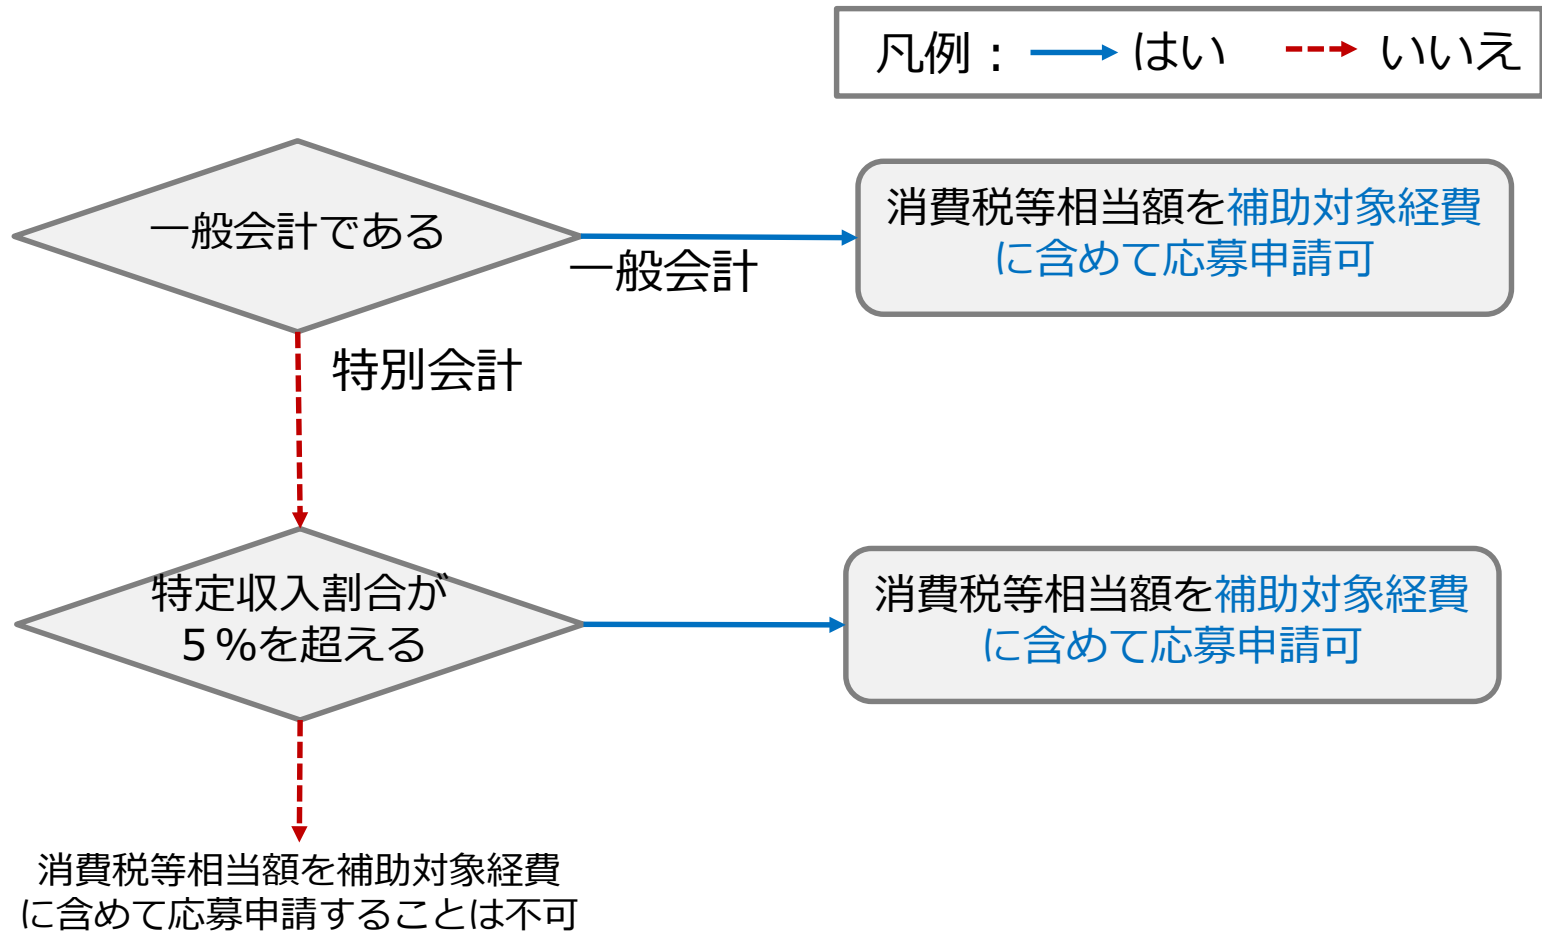 凡例： はい いいえ
一般会計である
一般会計
消費税等相当額を補助対象経費
に含めて応募申請可
特別会計
特定収入割合が
５％を超える
消費税等相当額を補助対象経費
に含めて応募申請可
消費税等相当額を補助対象経費
に含めて応募申請することは不可